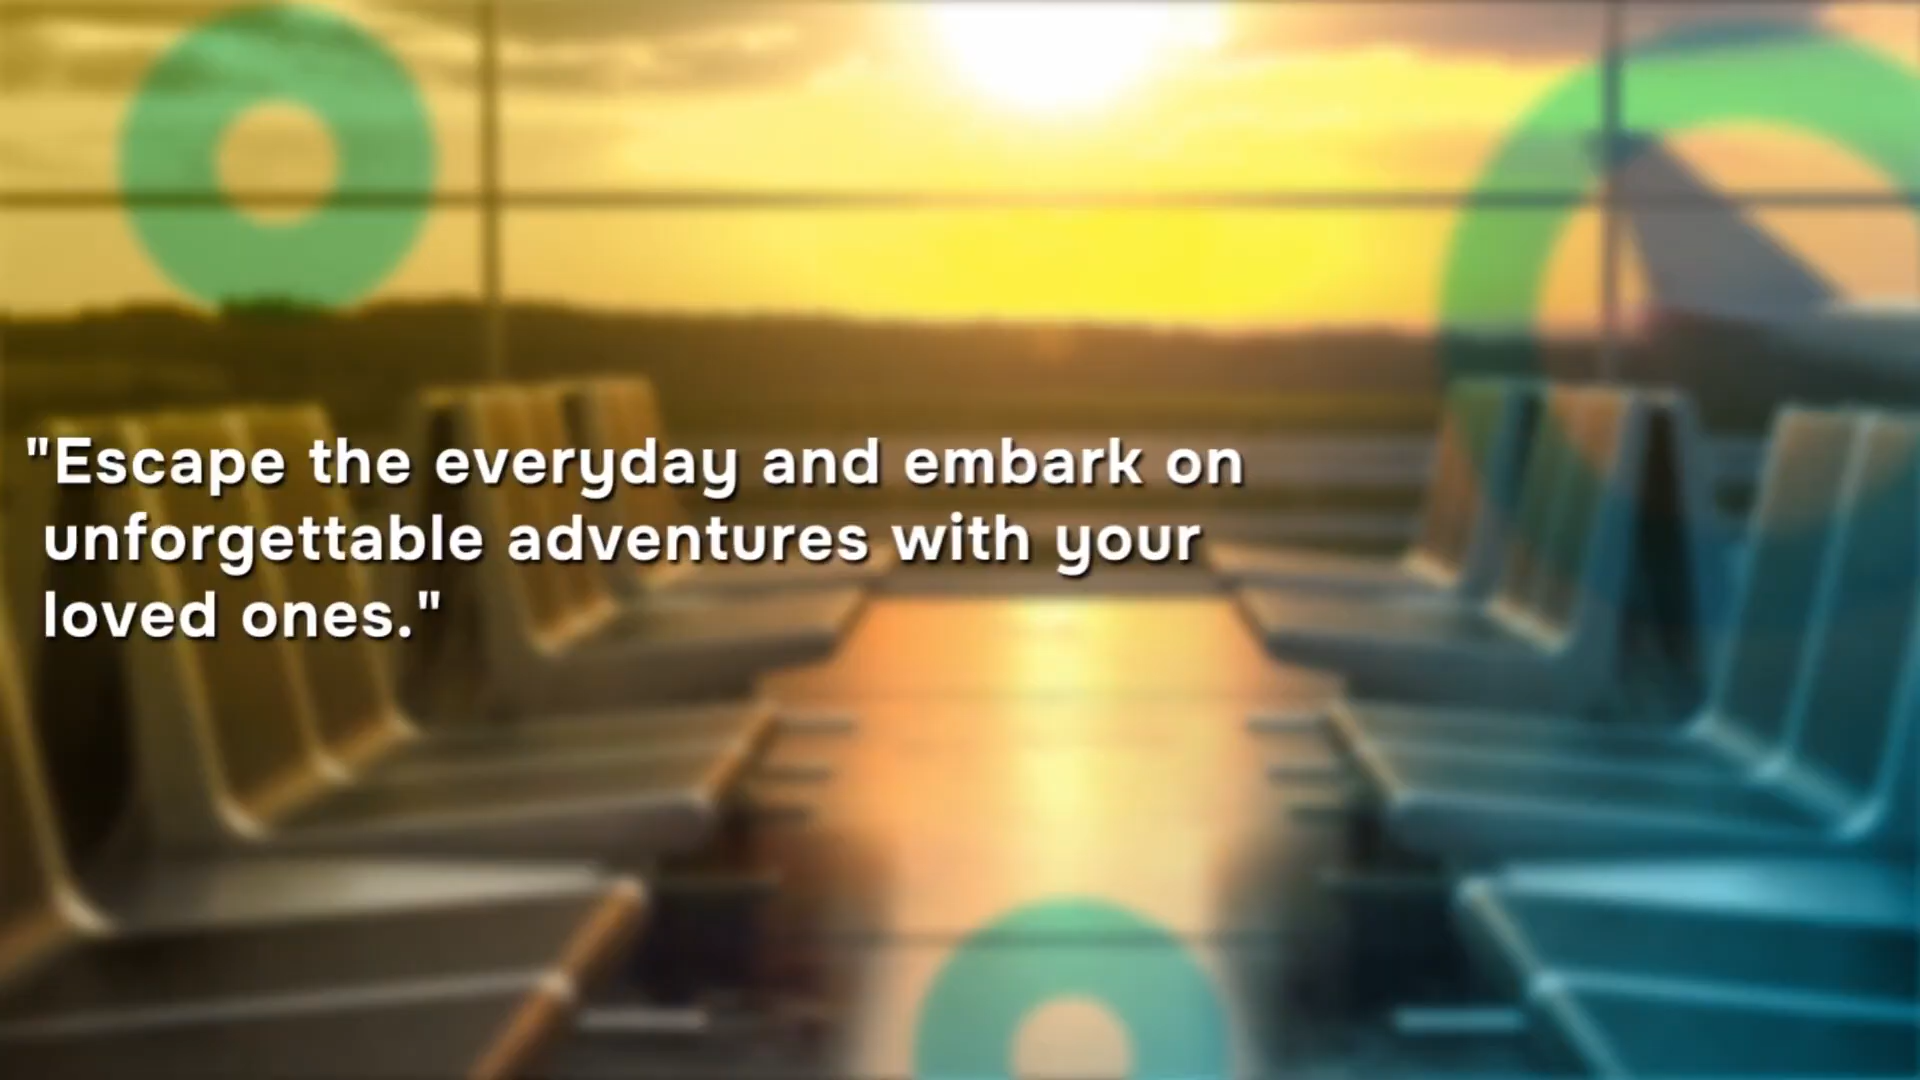 "Escape the everyday and embark on
unforgettable adventures with your
loved ones."